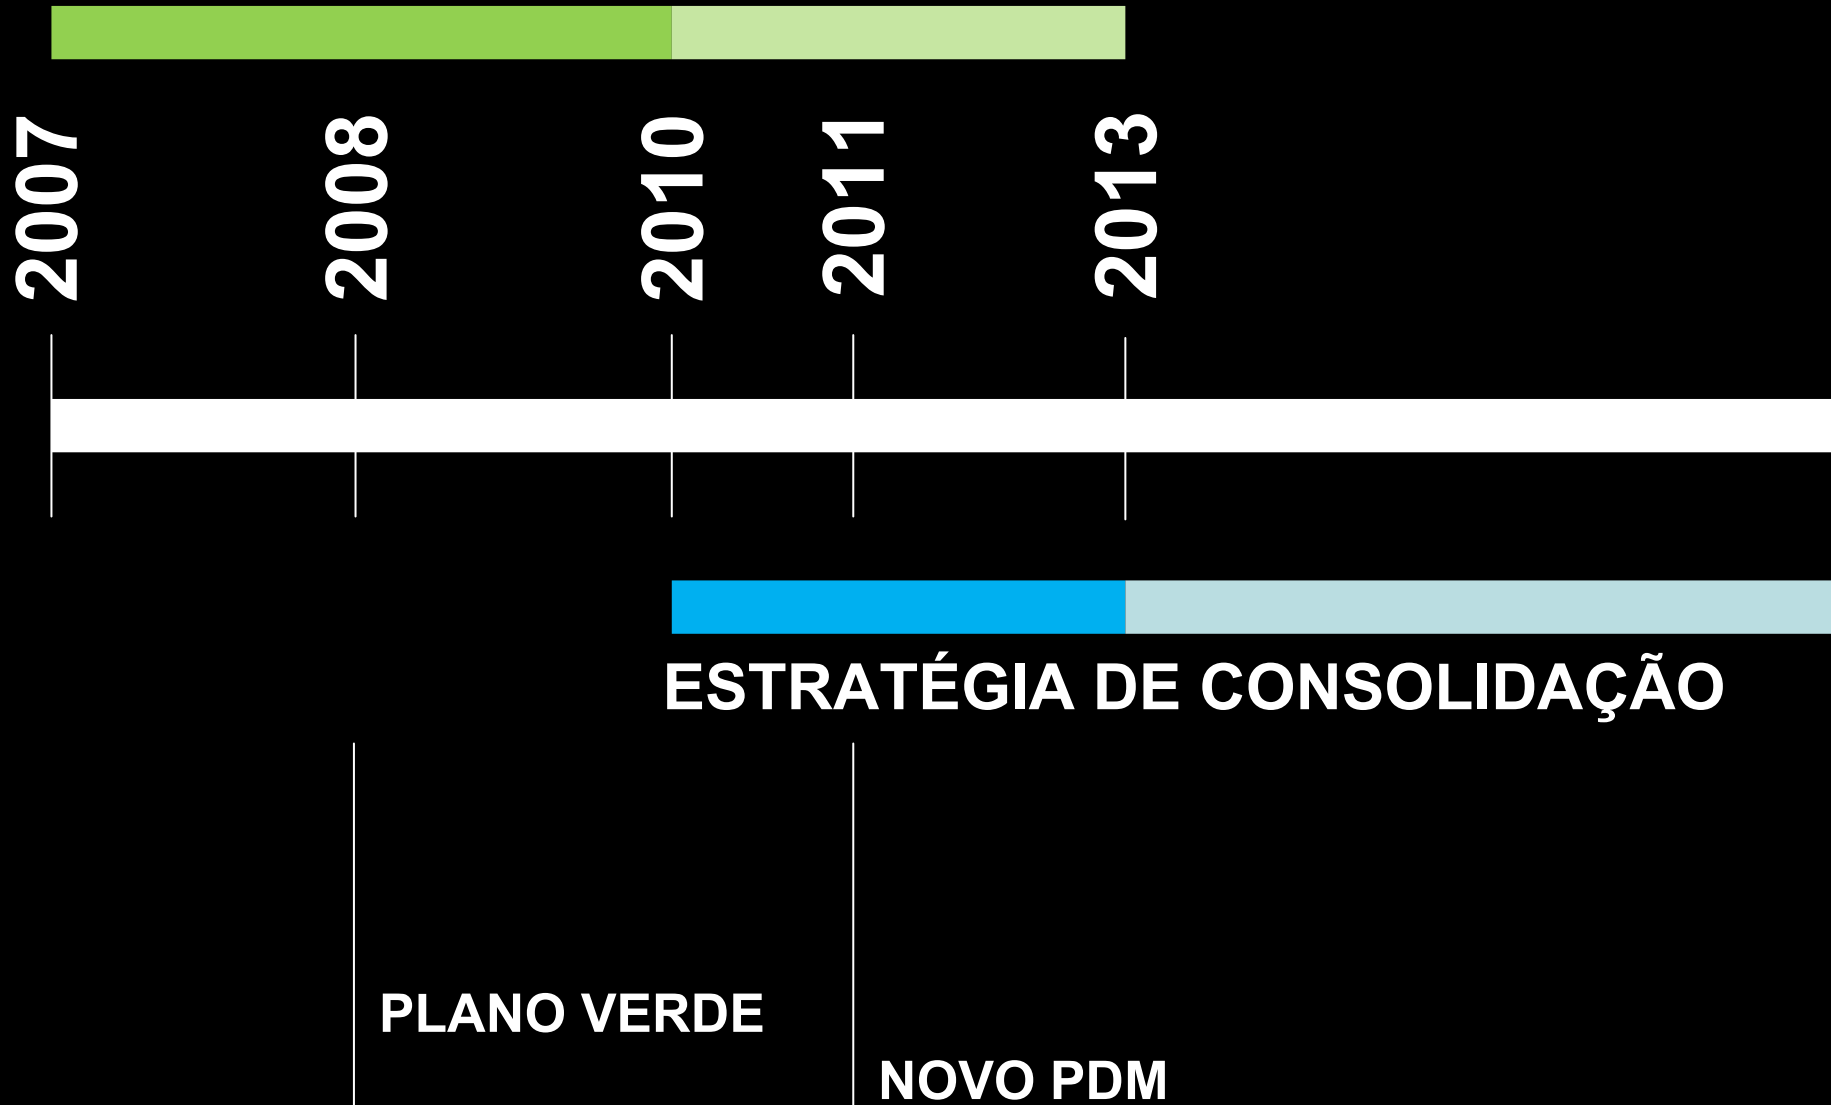 2007
2008
2010
2011
2013
ESTRATÉGIA DE CONSOLIDAÇÃO
PLANO VERDE
NOVO PDM